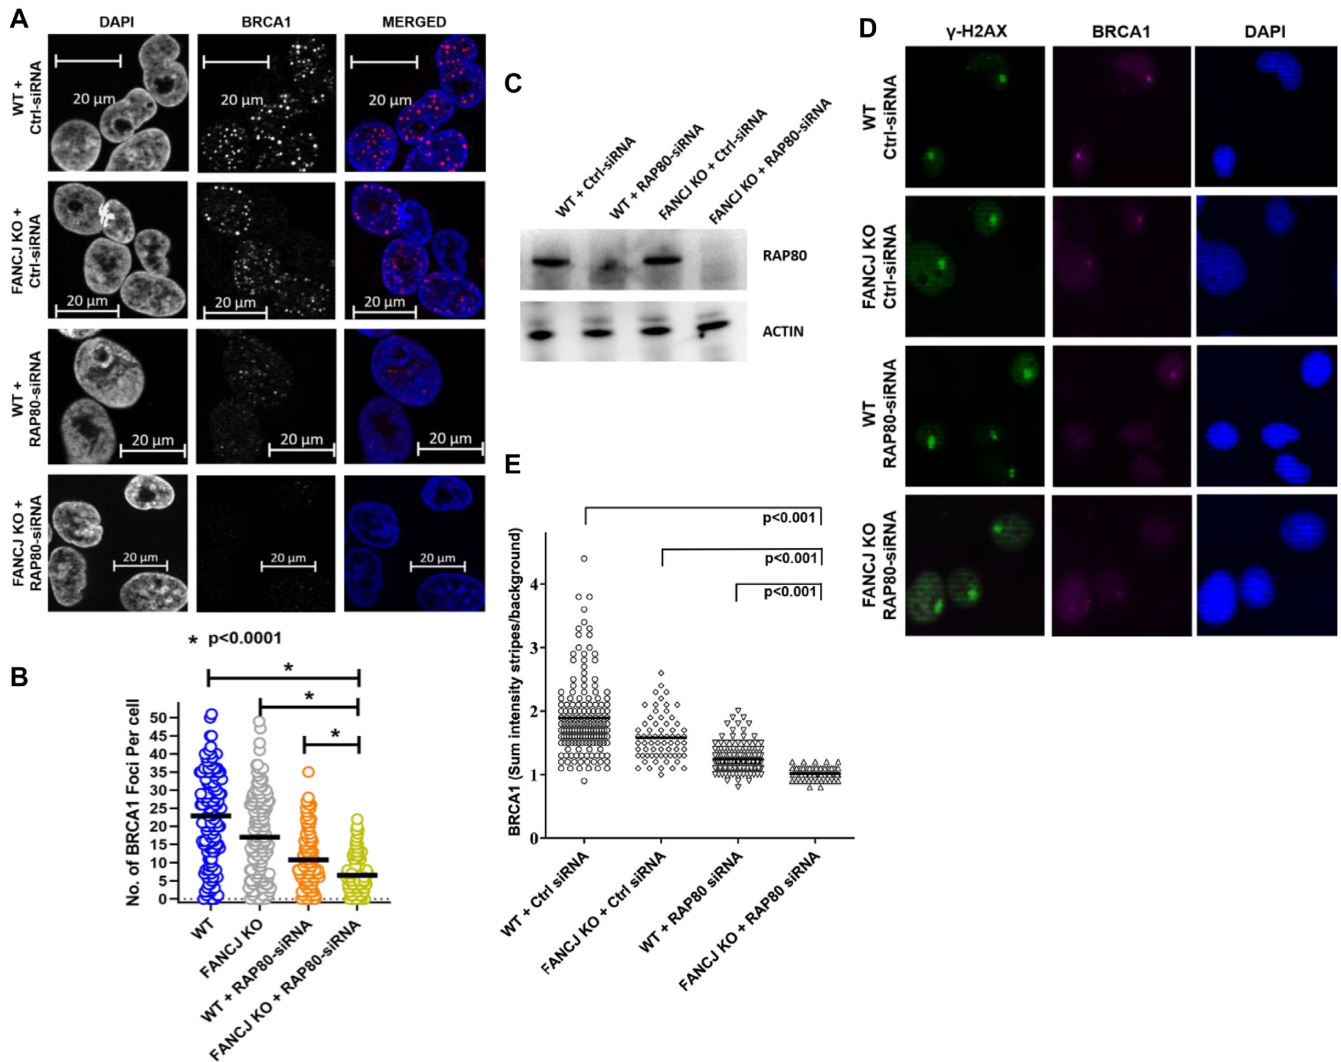 A
DAPI
BRCA1
MERGED
WT +
Ctrl-siRNA
20 µm
20 µm
20 µm
FANCJ KO +
Ctrl-siRNA
20 µm
20 µm
20 µm
WT +
RAP80-siRNA
20 µm
20 µm
20 µm
FANCJ KO +
RAP80-siRNA
20 µm
20 µm
20 µm
* p<0.0001
B
*
*
*
No. of BRCA1 Foci Per cell
50
45
40
35
30
25
20
15
10
5
0
WT
FANCJ KO
WT + RAP80-siRNA
FANCJ KO + RAP80-siRNA
C
WT + Ctrl-siRNA
WT + RAP80-siRNA
FANCJ KO + Ctrl-siRNA
FANCJ KO + RAP80-siRNA
RAP80
ACTIN
D
γ-H2AX
BRCA1
DAPI
WT
Ctrl-siRNA
FANCJ KO
Ctrl-siRNA
WT
RAP80-siRNA
FANCJ KO
RAP80-siRNA
E
p<0.001
p<0.001
p<0.001
BRCA1 (Sum intensity stripes/background)
4
3
2
1
0
WT + Ctrl siRNA
FANCJ KO + Ctrl siRNA
WT + RAP80 siRNA
FANCJ KO + RAP80 siRNA